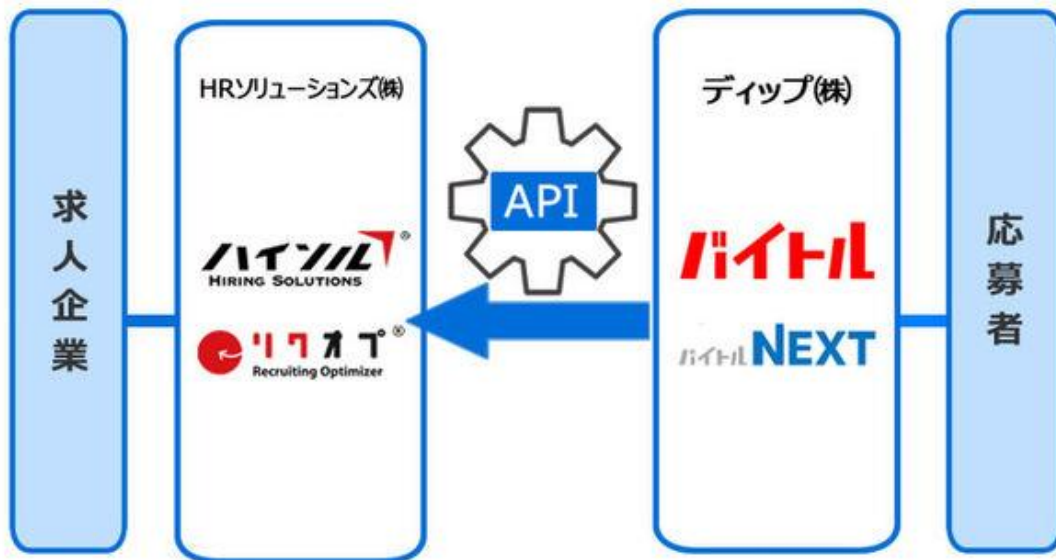 求人企業
HRソリューションズ㈱
ハイソル®
HIRING SOLUTIONS
リクオプ®
Recruiting Optimizer
API
ディップ㈱
バイトル
バイトルNEXT
応募者